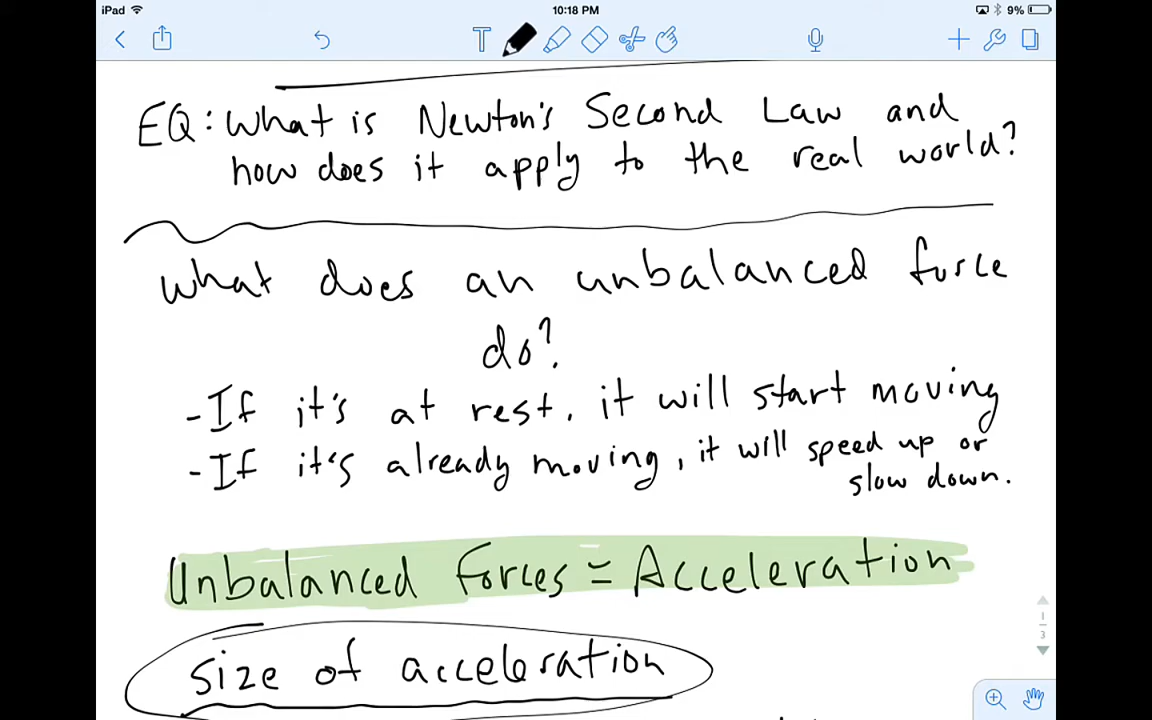 iPad 10:18 PM 9%
T
EQ: What is Newton's Second Law and
how does it apply to the real world?
What does an unbalanced force
do?
- If it's at rest, it will start moving
- If it's already moving, it will speed up or
slow down.
Unbalanced Forces = Acceleration
1
3
size of acceleration